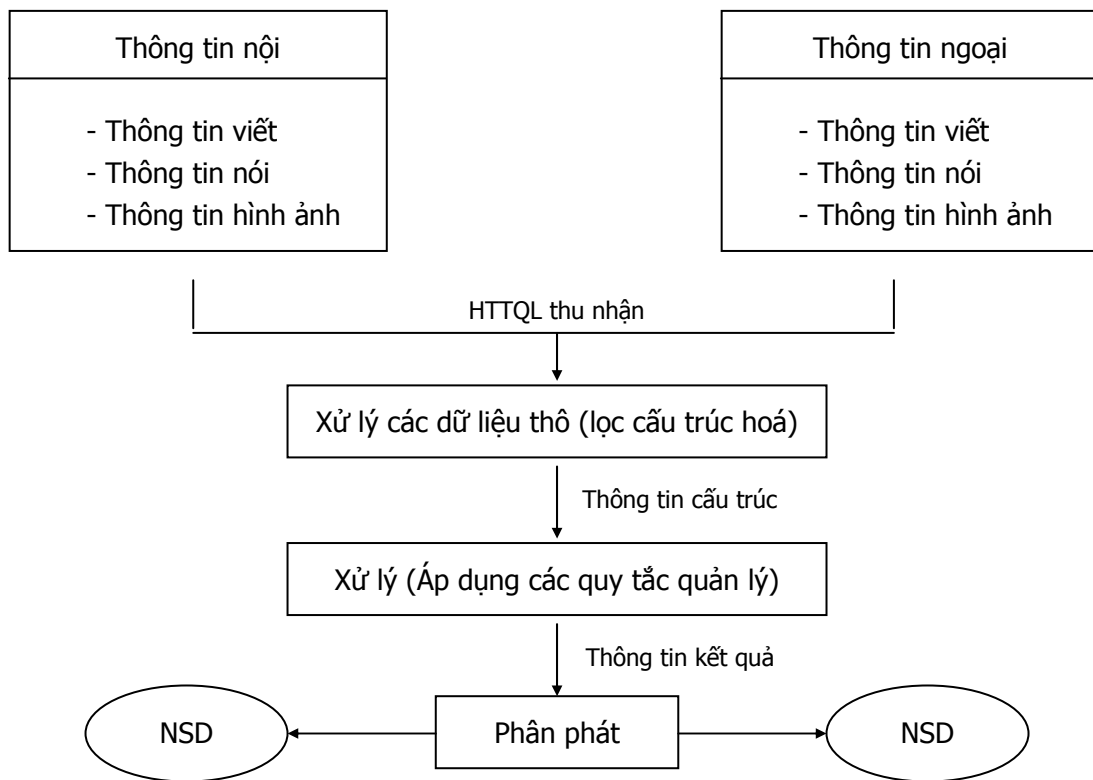 Thông tin nội
- Thông tin viết
- Thông tin nói
- Thông tin hình ảnh
Thông tin ngoại
- Thông tin viết
- Thông tin nói
- Thông tin hình ảnh
HTTQL thu nhận
Xử lý các dữ liệu thô (lọc cấu trúc hoá)
Thông tin cấu trúc
Xử lý (Áp dụng các quy tắc quản lý)
Thông tin kết quả
NSD
Phân phát
NSD